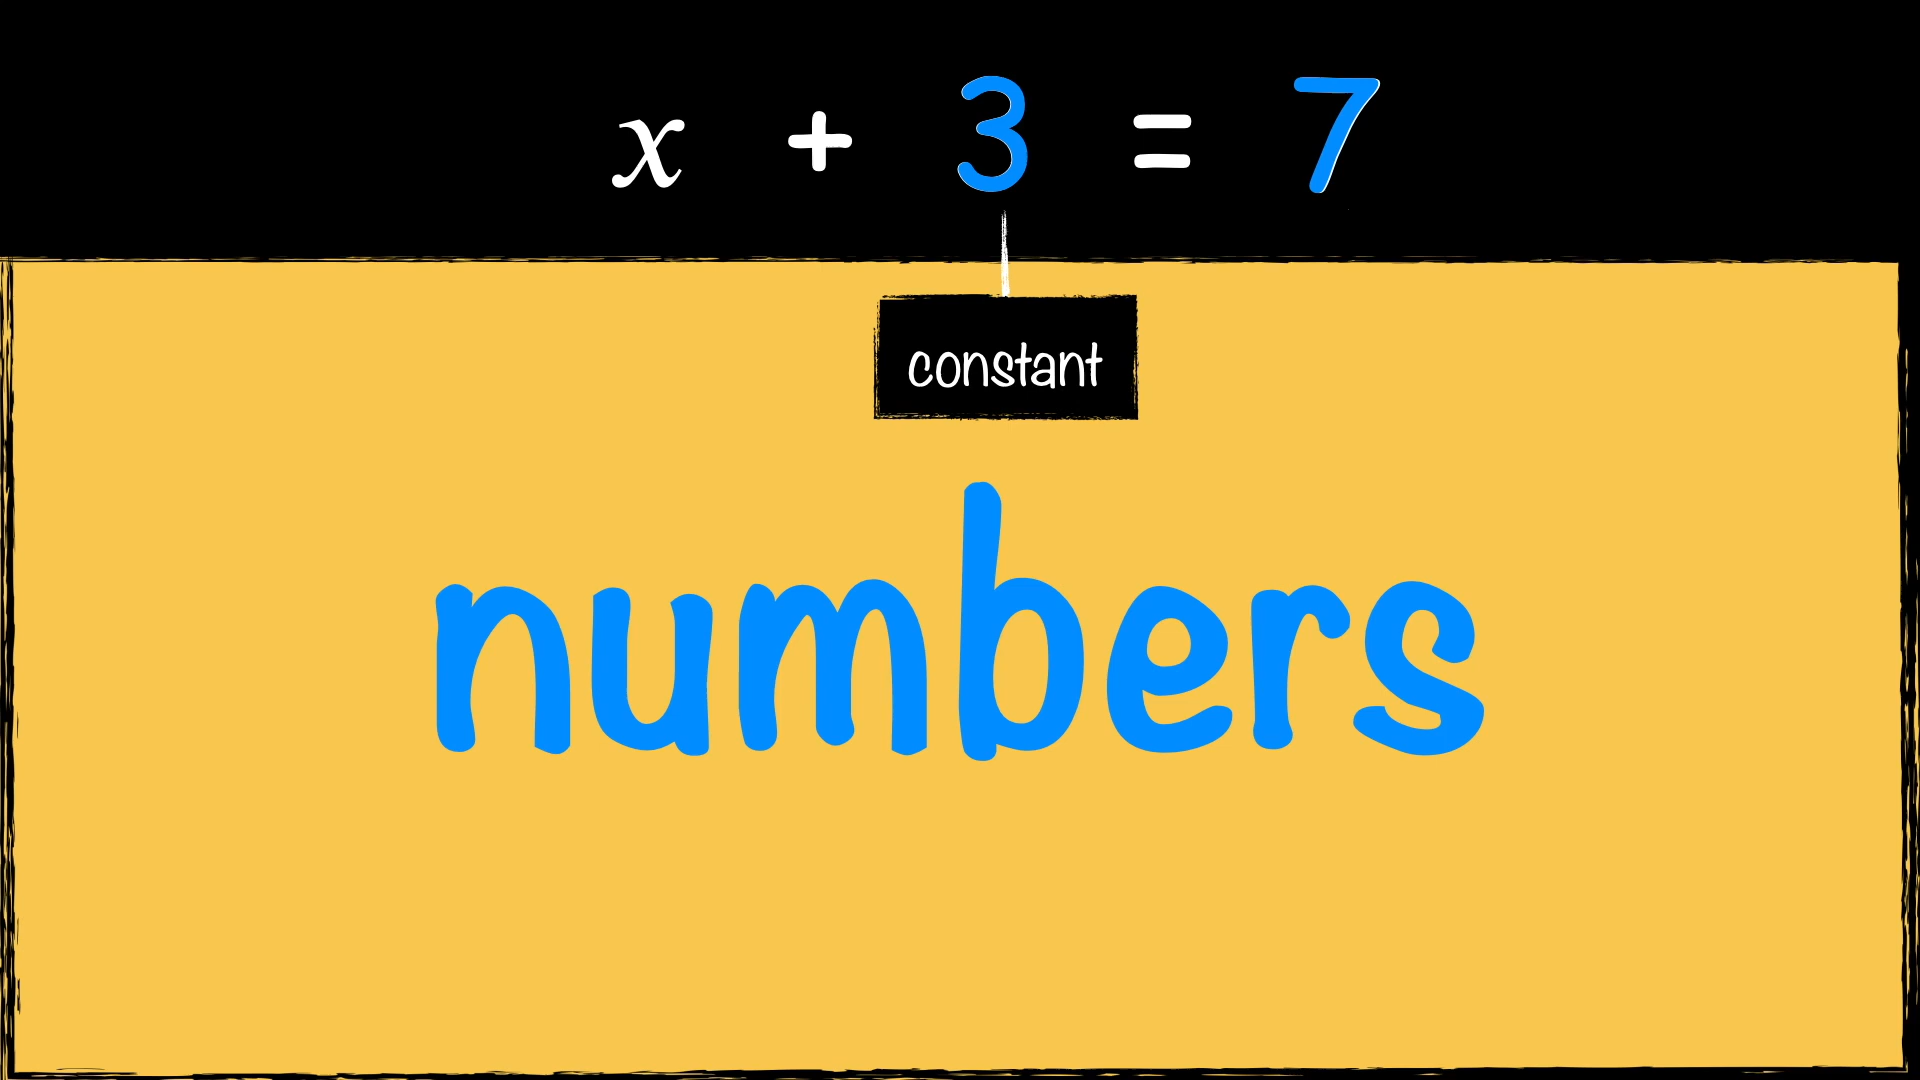 x + 3 = 7
constant
numbers